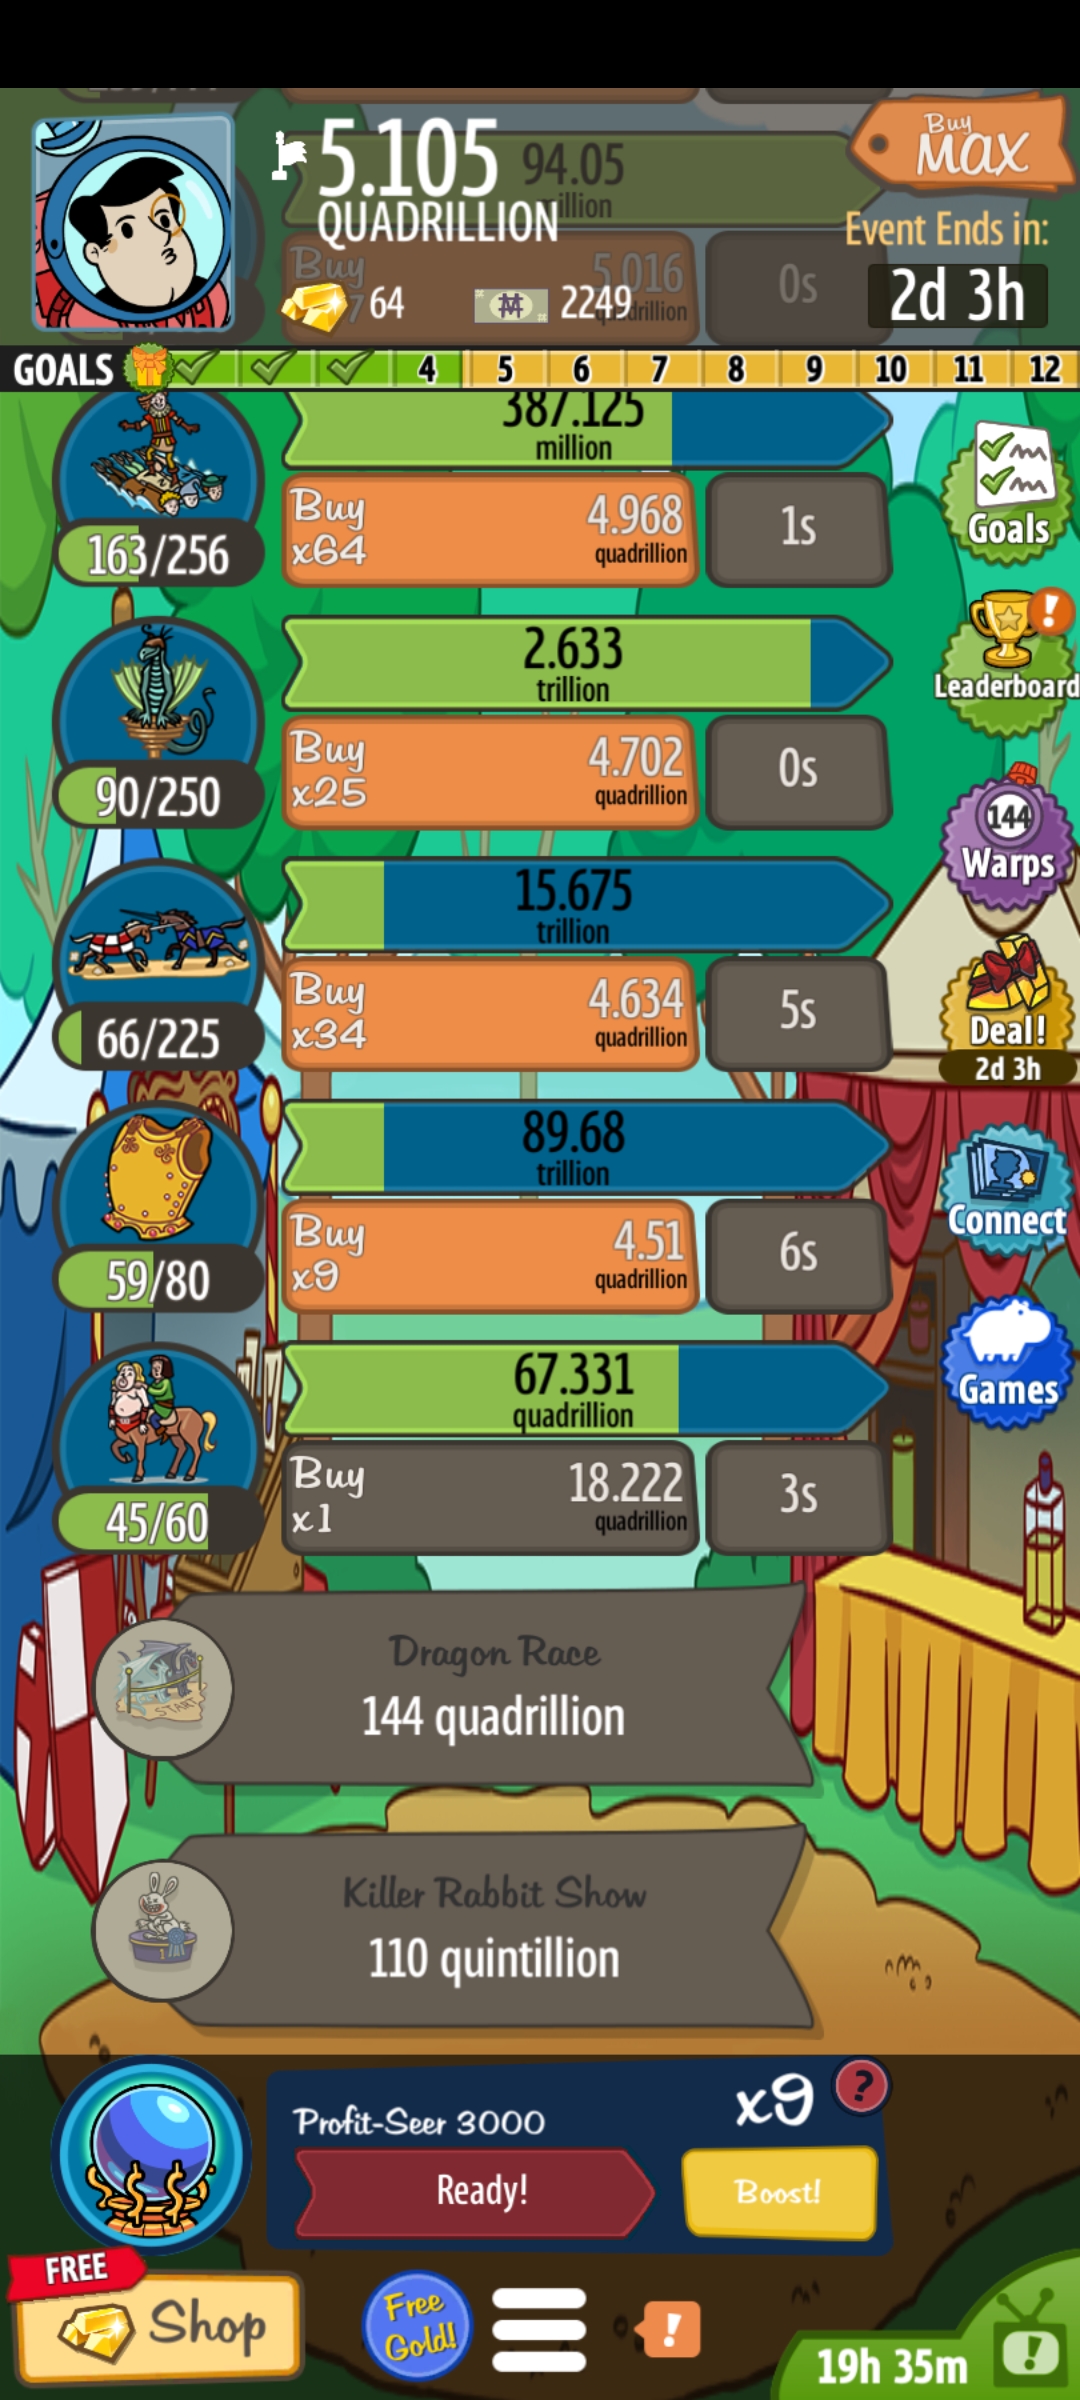 5.105
QUADRILLION
94.05
Buy
MAX
Event Ends in:
2d 3h
Buy
5.016
0s
64
2249
GOALS
4 5 6 7 8 9 10 11 12
387.125
million
163/256
Buy
x64
4.968
quadrillion
1s
Goals
2.633
trillion
90/250
Buy
x25
4.702
quadrillion
0s
Leaderboard
144
Warps
15.675
trillion
66/225
Buy
x34
4.634
quadrillion
5s
Deal!
2d 3h
89.68
trillion
59/80
Buy
x9
4.51
quadrillion
6s
Connect
67.331
quadrillion
45/60
Buy
x1
18.222
quadrillion
3s
Games
START
Dragon Race
144 quadrillion
Killer Rabbit Show
110 quintillion
1
Profit-Seer 3000
x9
?
Ready!
Boost!
FREE
Shop
Free
Gold!
!
19h 35m
!